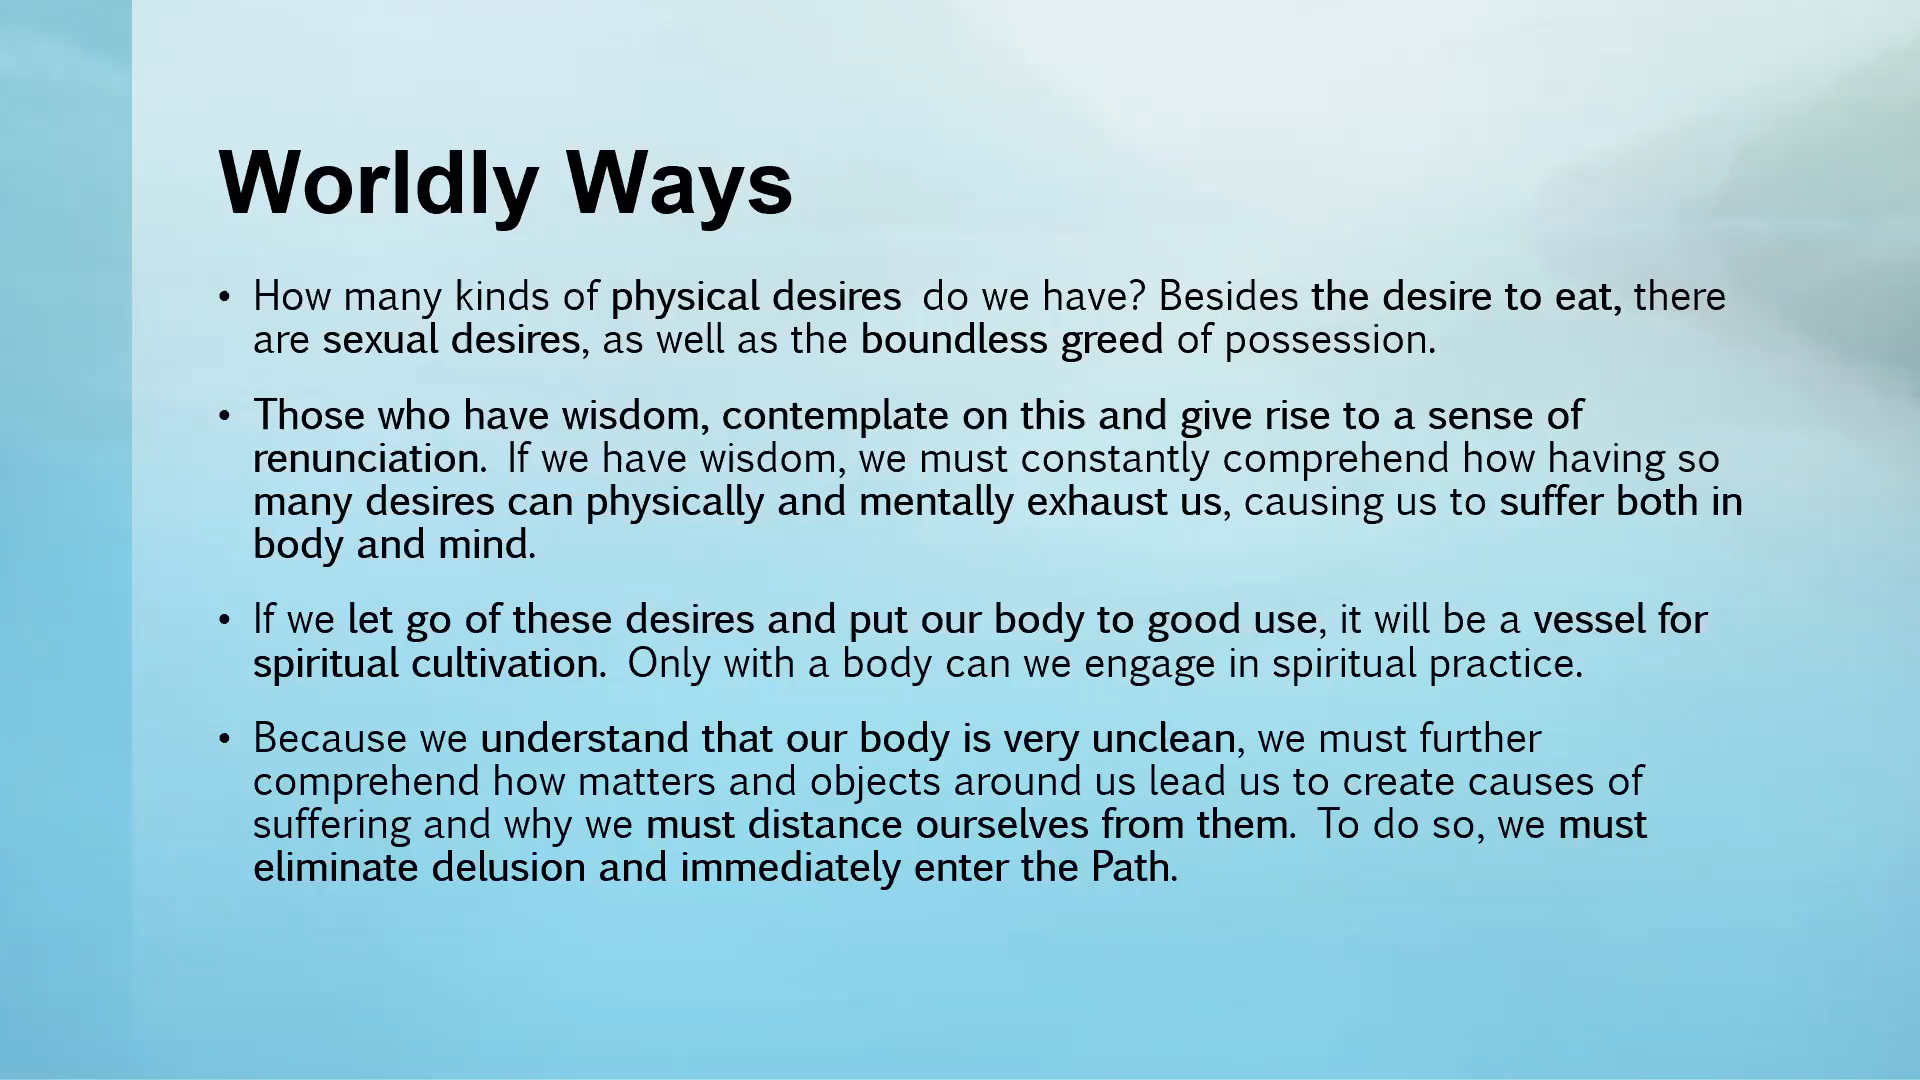 Worldly Ways
• How many kinds of physical desires do we have? Besides the desire to eat, there
are sexual desires, as well as the boundless greed of possession.
• Those who have wisdom, contemplate on this and give rise to a sense of
renunciation. If we have wisdom, we must constantly comprehend how having so
many desires can physically and mentally exhaust us, causing us to suffer both in
body and mind.
• If we let go of these desires and put our body to good use, it will be a vessel for
spiritual cultivation. Only with a body can we engage in spiritual practice.
• Because we understand that our body is very unclean, we must further
comprehend how matters and objects around us lead us to create causes of
suffering and why we must distance ourselves from them. To do so, we must
eliminate delusion and immediately enter the Path.